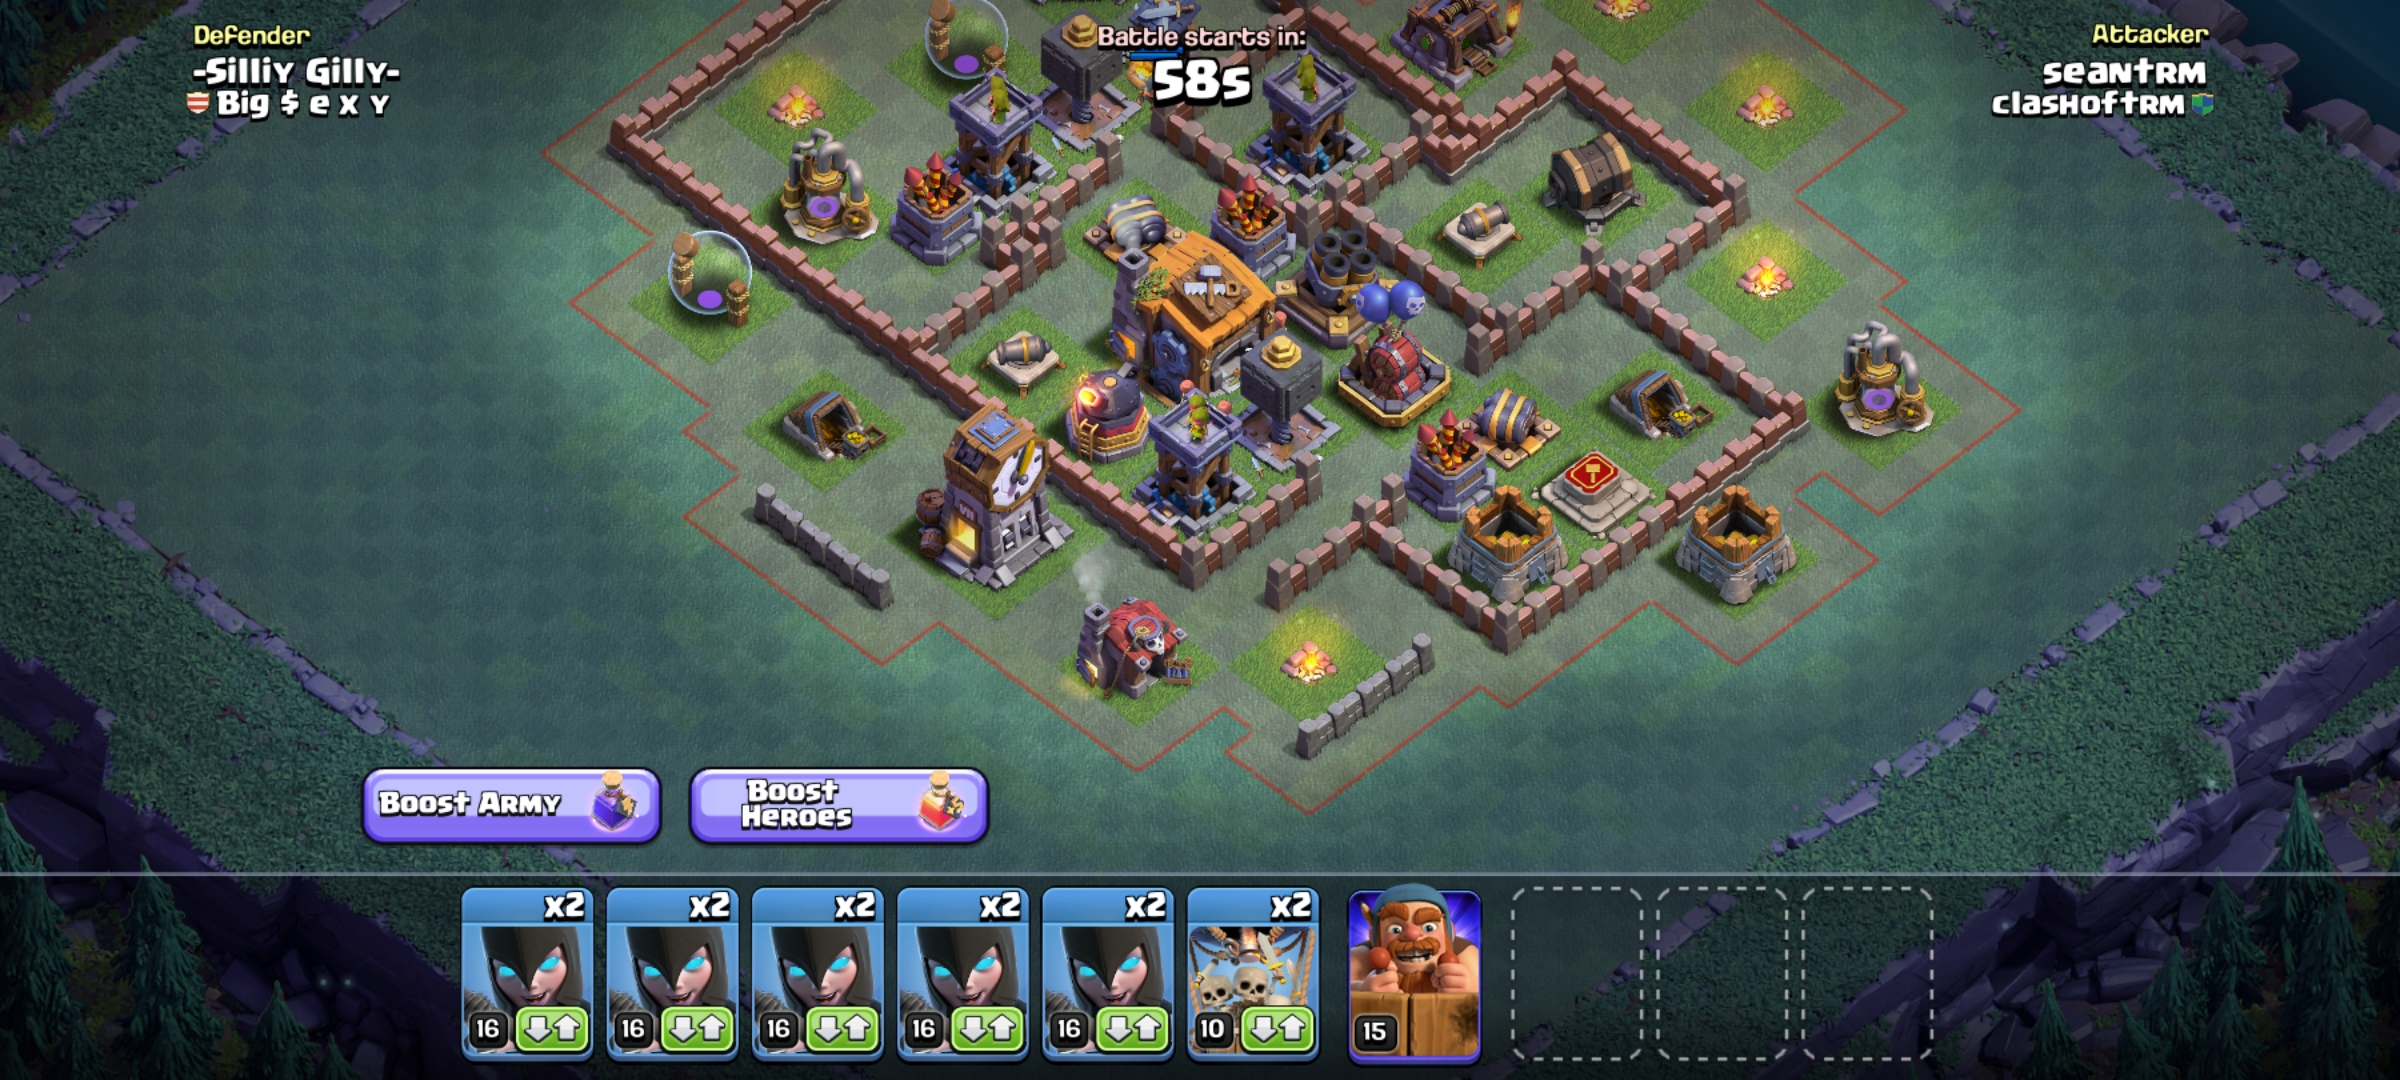 Defender
-Silliy Gilly-
Big $ e x y
Battle starts in:
58s
Attacker
seantRM
clashoftRM
VII
Boost Army
Boost
Heroes
x2
x2
x2
x2
x2
x2
16
16
16
16
16
10
15